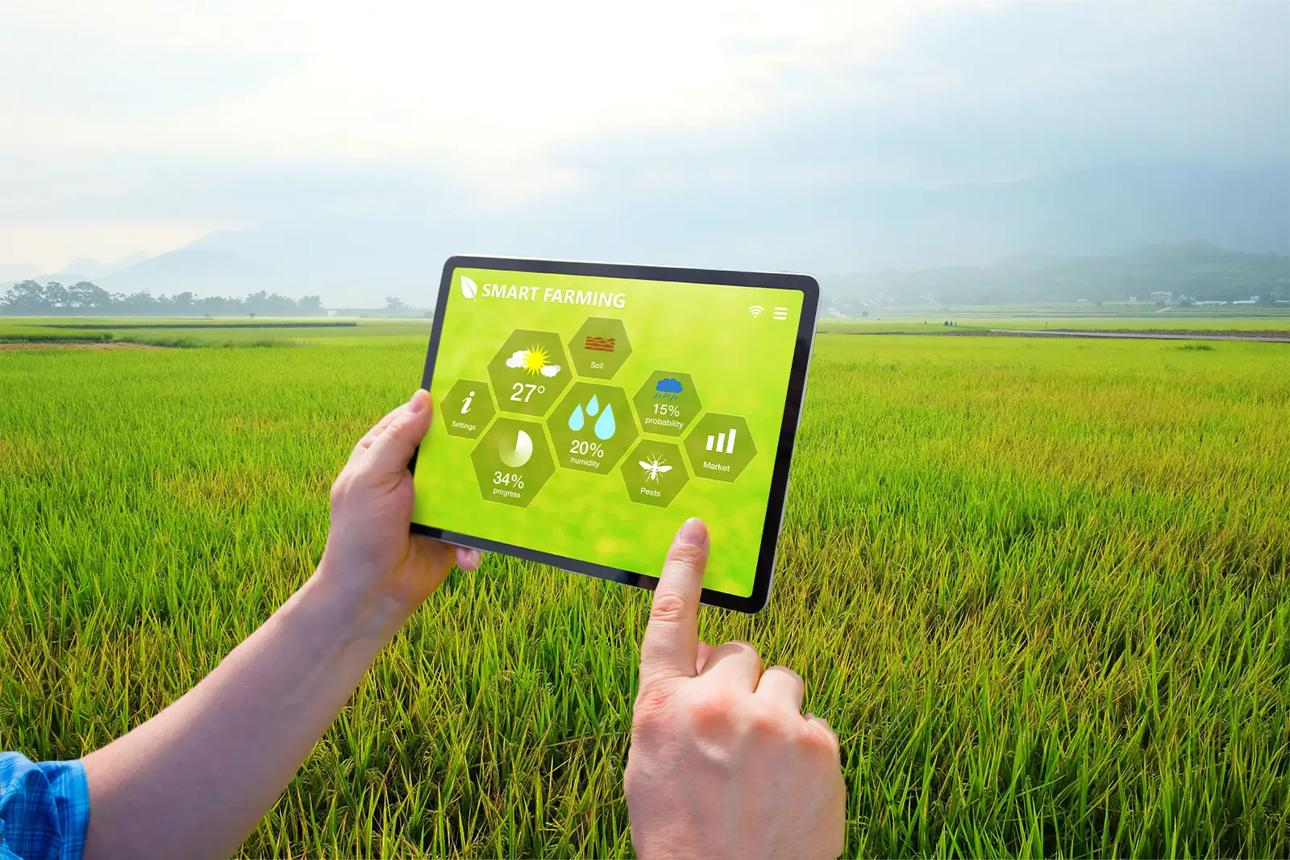 SMART FARMING
Soil
27°
15%
probability
i
Settings
20%
humidity
Market
34%
progress
Pests